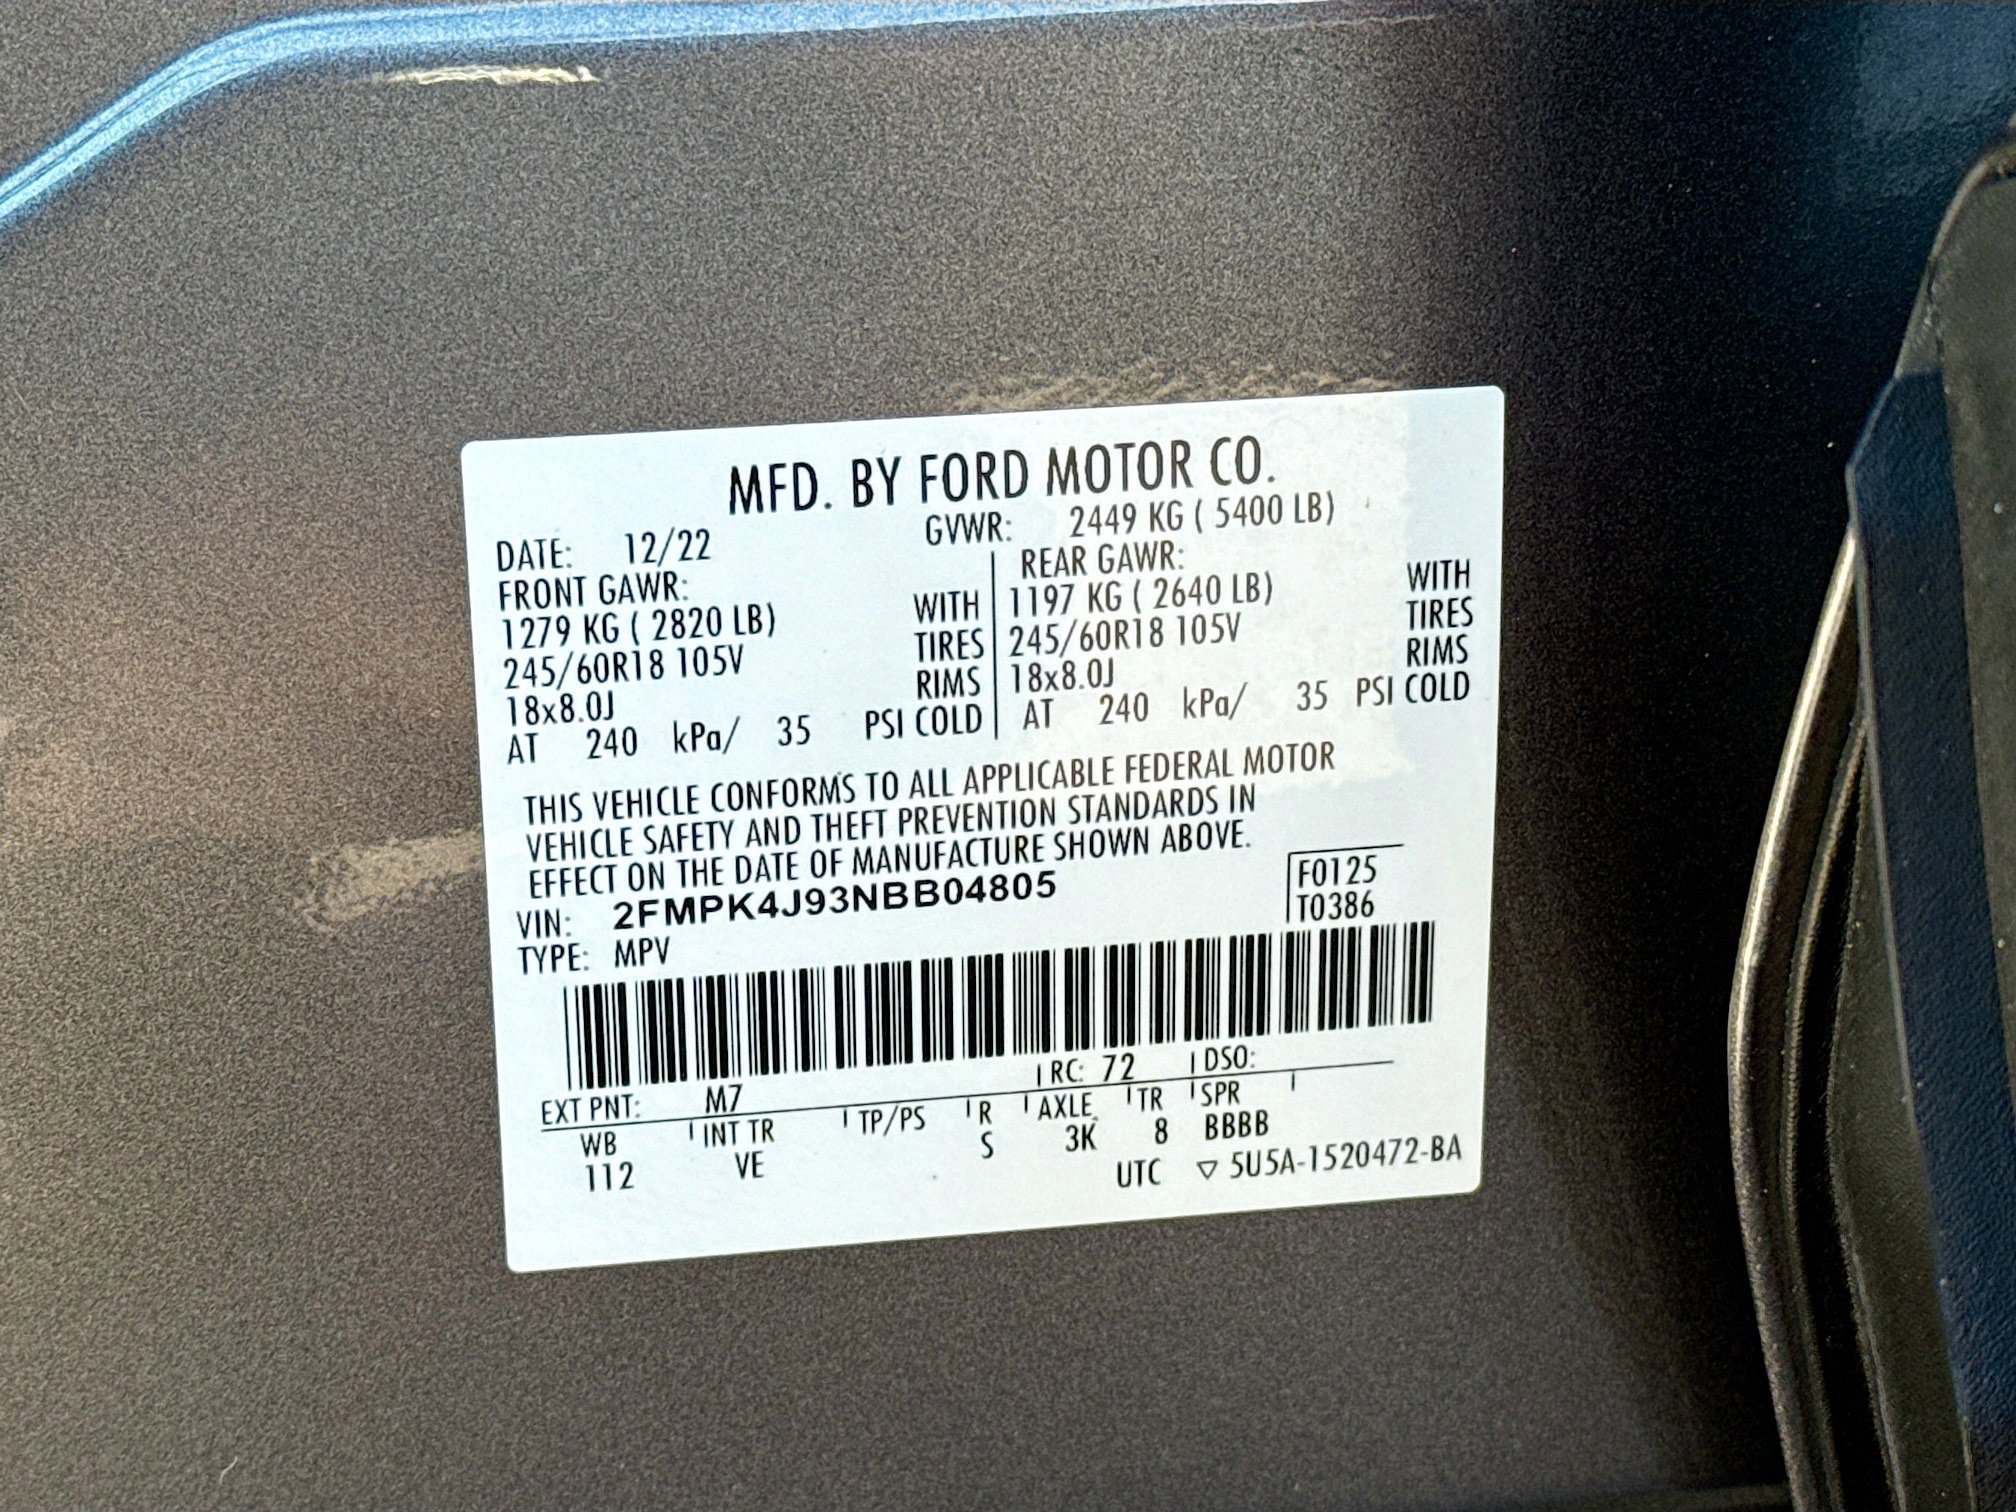 MFD. BY FORD MOTOR CO.
DATE: 12/22 GVWR: 2449 KG ( 5400 LB)
FRONT GAWR: REAR GAWR:
1279 KG ( 2820 LB) WITH 1197 KG ( 2640 LB) WITH
245/60R18 105V TIRES 245/60R18 105V TIRES
18x8.0J RIMS 18x8.0J RIMS
AT 240 kPa/ 35 PSI COLD AT 240 kPa/ 35 PSI COLD
THIS VEHICLE CONFORMS TO ALL APPLICABLE FEDERAL MOTOR
VEHICLE SAFETY AND THEFT PREVENTION STANDARDS IN
EFFECT ON THE DATE OF MANUFACTURE SHOWN ABOVE.
VIN: 2FMPK4J93NBB04805 F0125
TYPE: MPV T0386
EXT PNT: M7 RC: 72 DSO:
WB INT TR TP/PS R AXLE TR SPR
112 VE S 3K 8 BBBB
UTC ▽ 5U5A-1520472-BA